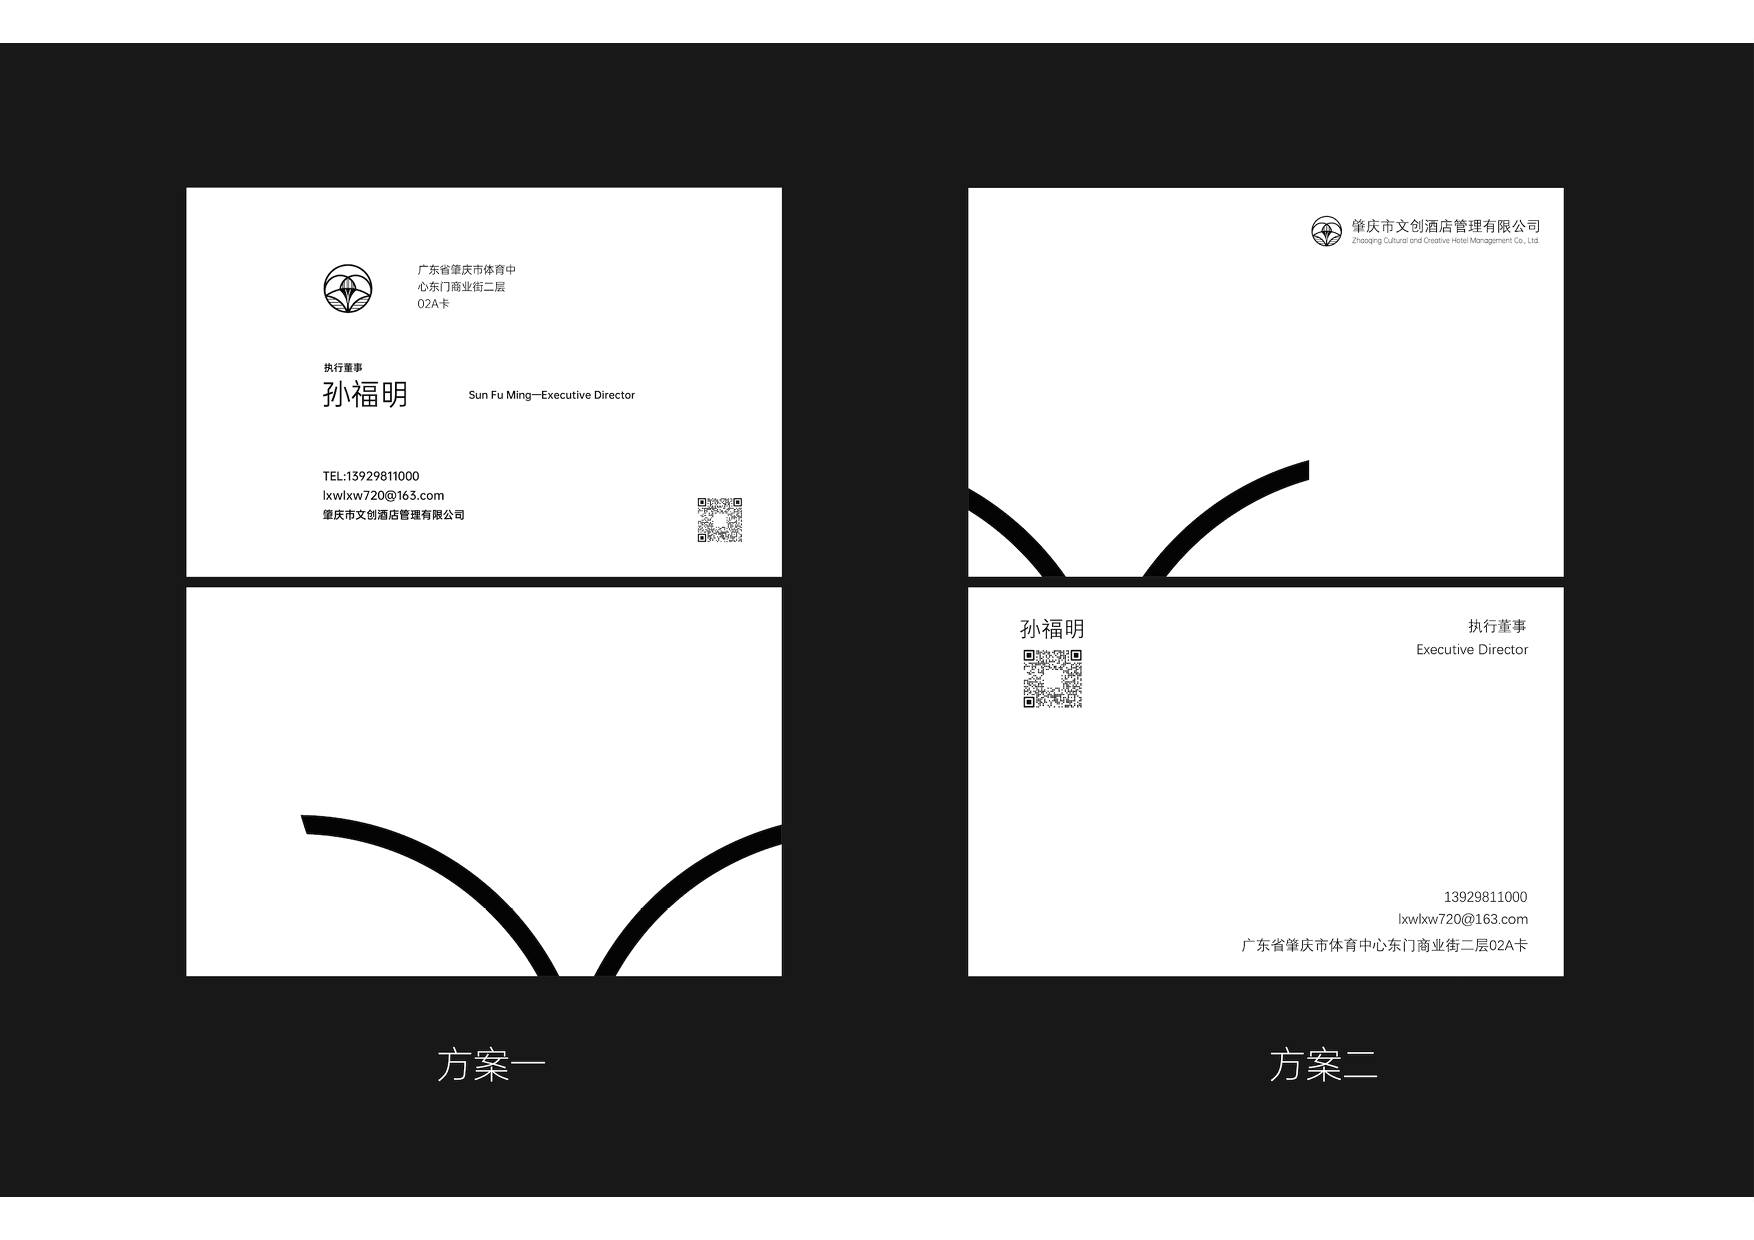 广东省肇庆市体育中
心东门商业街二层
02A卡
执行董事
孙福明
Sun Fu Ming—Executive Director
TEL:13929811000
lxwlxw720@163.com
肇庆市文创酒店管理有限公司
肇庆市文创酒店管理有限公司
Zhaoqing Cultural and Creative Hotel Management Co., Ltd.
孙福明
执行董事
Executive Director
13929811000
lxwlxw720@163.com
广东省肇庆市体育中心东门商业街二层02A卡
方案一
方案二